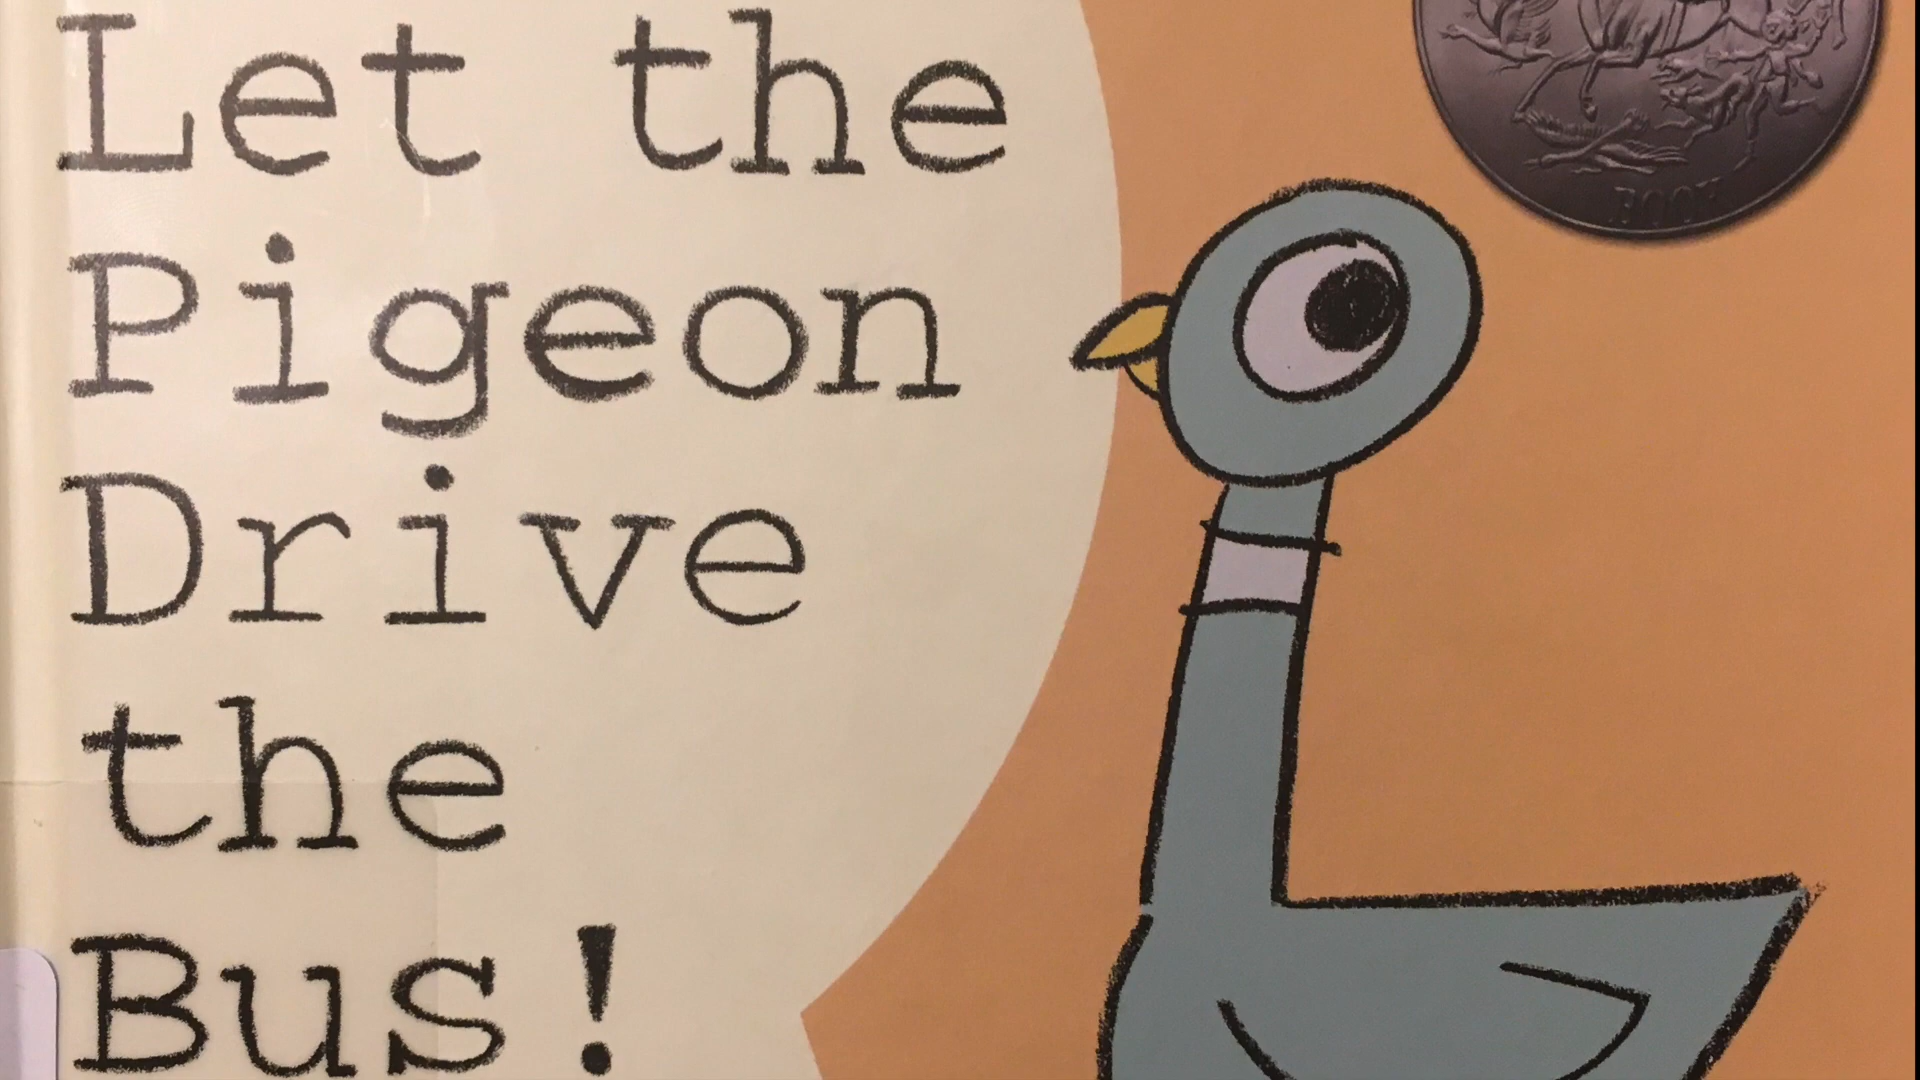 Let the
Pigeon
Drive
the
Bus!